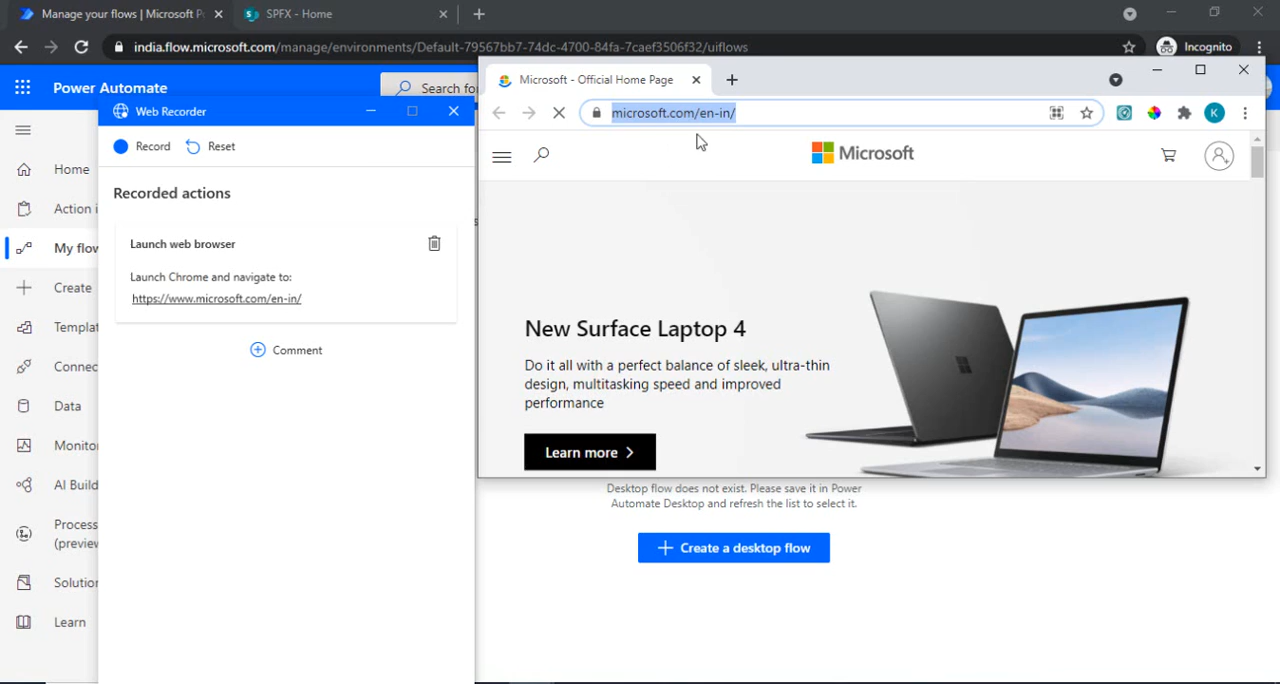 Manage your flows | Microsoft P
SPFX - Home
india.flow.microsoft.com/manage/environments/Default-79567bb7-74dc-4700-84fa-7caef3506f32/uiflows
Incognito
Power Automate
Search fo
Web Recorder
Record
Reset
Recorded actions
Launch web browser
Launch Chrome and navigate to:
https://www.microsoft.com/en-in/
Comment
Home
Action i
My flow
Create
Templat
Connec
Data
Monito
AI Build
Process
(preview
Solution
Learn
Microsoft - Official Home Page
microsoft.com/en-in/
K
Microsoft
New Surface Laptop 4
Do it all with a perfect balance of sleek, ultra-thin
design, multitasking speed and improved
performance
Learn more
Desktop flow does not exist. Please save it in Power
Automate Desktop and refresh the list to select it.
Create a desktop flow